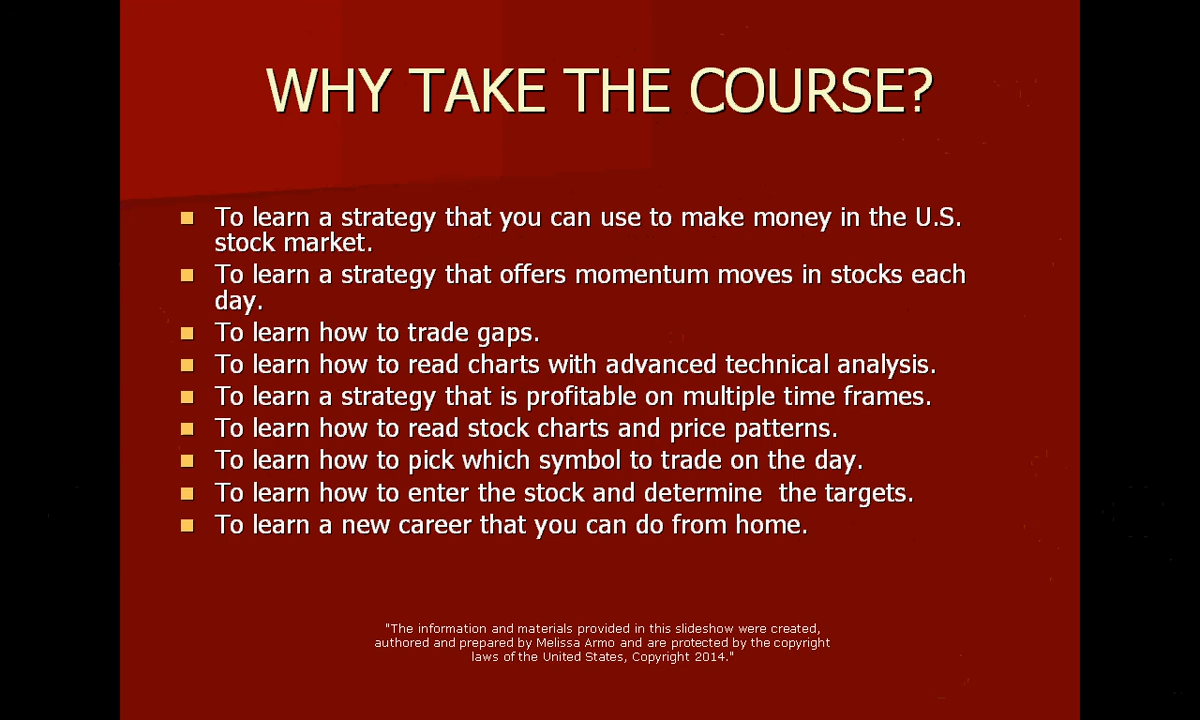 WHY TAKE THE COURSE?
To learn a strategy that you can use to make money in the U.S.
stock market.
To learn a strategy that offers momentum moves in stocks each
day.
To learn how to trade gaps.
To learn how to read charts with advanced technical analysis.
To learn a strategy that is profitable on multiple time frames.
To learn how to read stock charts and price patterns.
To learn how to pick which symbol to trade on the day.
To learn how to enter the stock and determine  the targets.
To learn a new career that you can do from home.
"The information and materials provided in this slideshow were created,
authored and prepared by Melissa Armo and are protected by the copyright
laws of the United States, Copyright 2014."